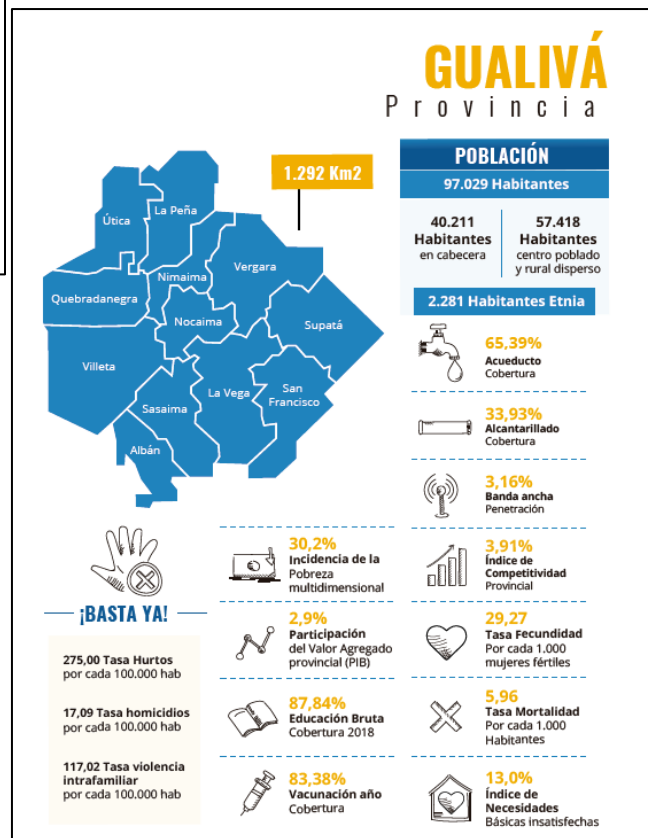 GUALIVÁ
Provincia
1.292 Km2
Útica
La Peña
Nimaima
Vergara
Quebradanegra
Nocaima
Supatá
Villeta
La Vega
San
Francisco
Sasaima
Albán
POBLACIÓN
97.029 Habitantes
40.211
Habitantes
en cabecera
57.418
Habitantes
centro poblado
y rural disperso
2.281 Habitantes Etnia
65,39%
Acueducto
Cobertura
33,93%
Alcantarillado
Cobertura
3,16%
Banda ancha
Penetración
¡BASTA YA!
275,00 Tasa Hurtos
por cada 100.000 hab
17,09 Tasa homicidios
por cada 100.000 hab
117,02 Tasa violencia
intrafamiliar
por cada 100.000 hab
30,2%
Incidencia de la
Pobreza
multidimensional
2,9%
Participación
del Valor Agregado
provincial (PIB)
87,84%
Educación Bruta
Cobertura 2018
83,38%
Vacunación año
Cobertura
3,91%
Índice de
Competitividad
Provincial
29,27
Tasa Fecundidad
Por cada 1.000
mujeres fértiles
5,96
Tasa Mortalidad
Por cada 1.000
Habitantes
13,0%
Índice de
Necesidades
Básicas insatisfechas